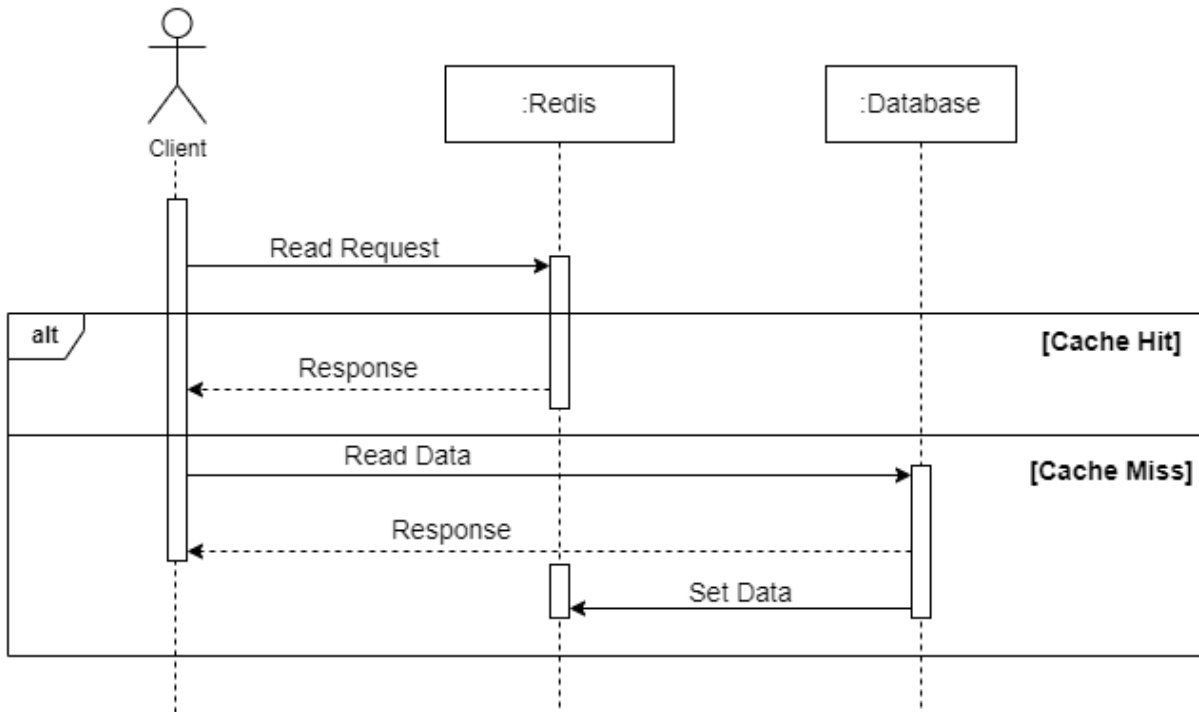 Client
:Redis
:Database
Read Request
alt
[Cache Hit]
Response
Read Data
[Cache Miss]
Response
Set Data